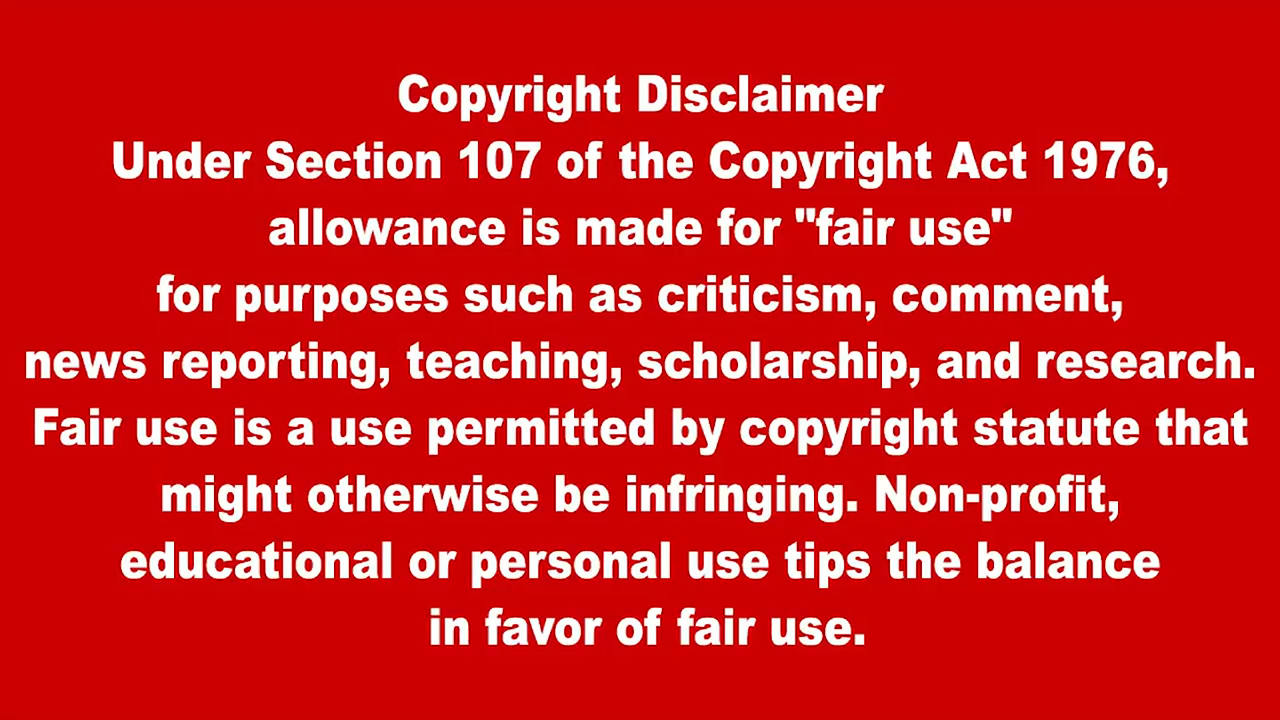 Copyright Disclaimer
Under Section 107 of the Copyright Act 1976,
allowance is made for "fair use"
for purposes such as criticism, comment,
news reporting, teaching, scholarship, and research.
Fair use is a use permitted by copyright statute that
might otherwise be infringing. Non-profit,
educational or personal use tips the balance
in favor of fair use.